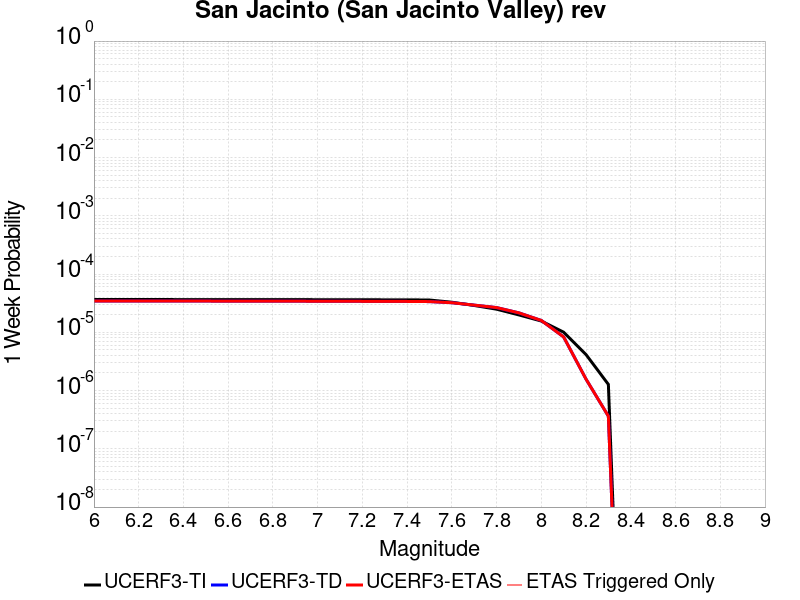 San Jacinto (San Jacinto Valley) rev
10^0
10^-1
10^-2
10^-3
10^-4
10^-5
10^-6
10^-7
10^-8
1 Week Probability
6 6.2 6.4 6.6 6.8 7 7.2 7.4 7.6 7.8 8 8.2 8.4 8.6 8.8 9
Magnitude
UCERF3-TI UCERF3-TD UCERF3-ETAS ETAS Triggered Only